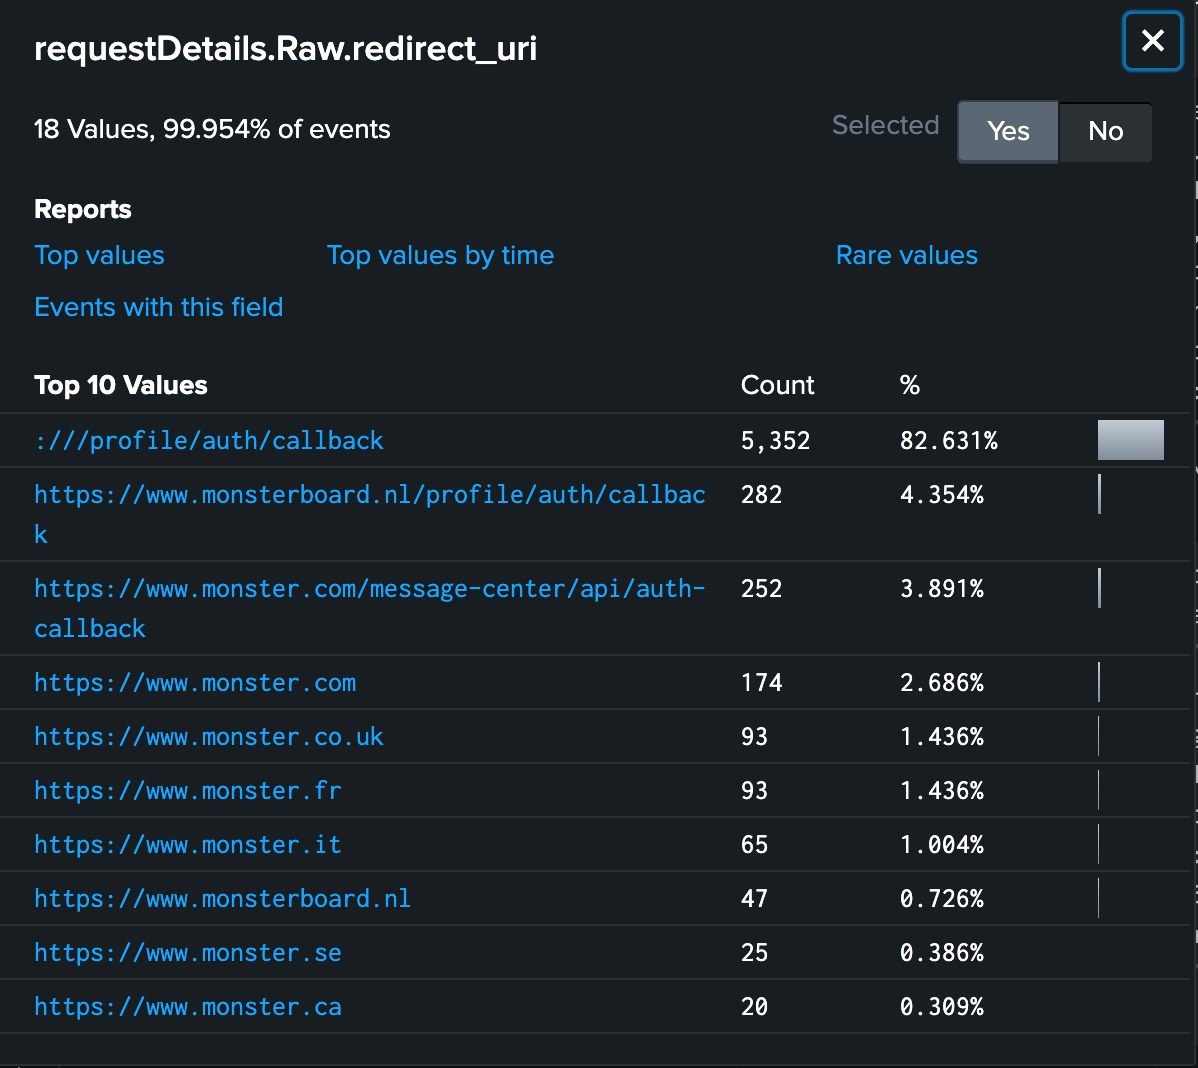 requestDetails.Raw.redirect_uri
18 Values, 99.954% of events
Selected Yes No
Reports
Top values Top values by time Rare values
Events with this field
Top 10 Values Count %
:///profile/auth/callback 5,352 82.631%
https://www.monsterboard.nl/profile/auth/callbac 282 4.354%
k
https://www.monster.com/message-center/api/auth- 252 3.891%
callback
https://www.monster.com 174 2.686%
https://www.monster.co.uk 93 1.436%
https://www.monster.fr 93 1.436%
https://www.monster.it 65 1.004%
https://www.monsterboard.nl 47 0.726%
https://www.monster.se 25 0.386%
https://www.monster.ca 20 0.309%